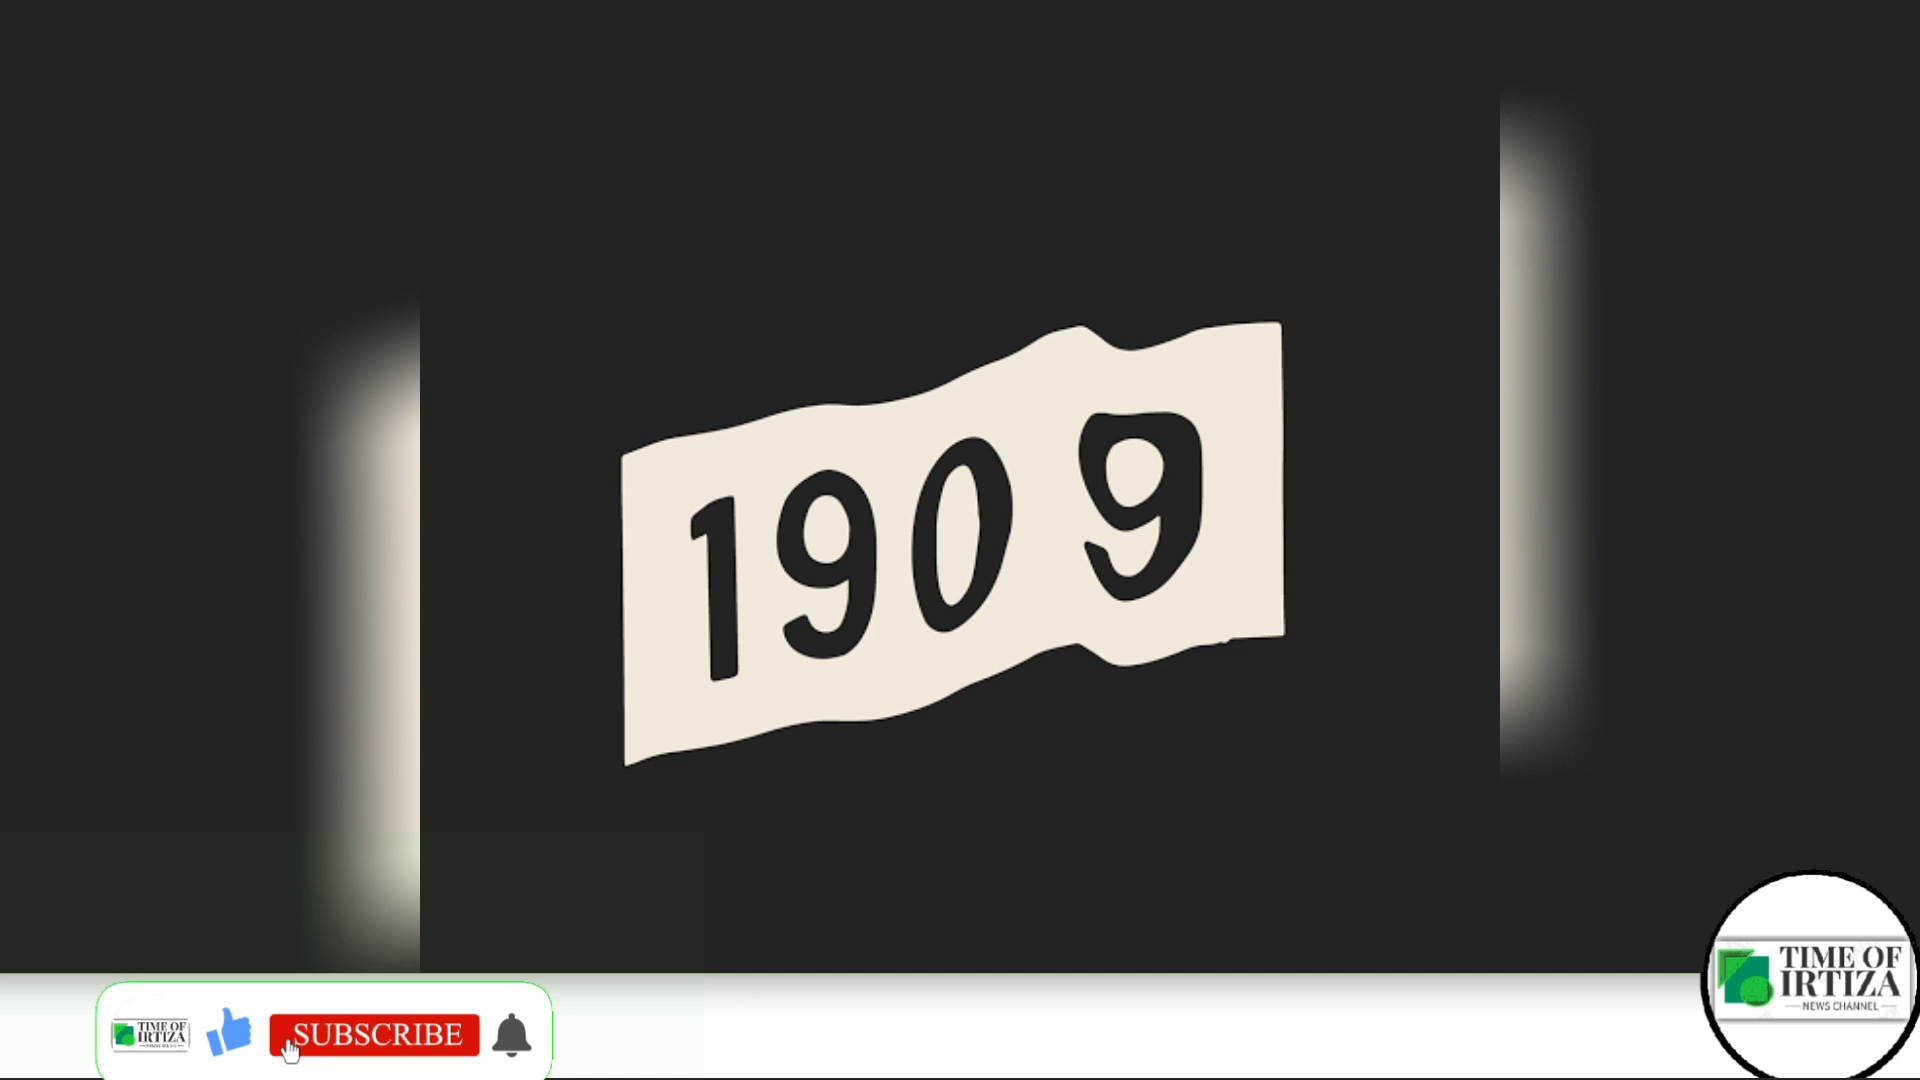 1909
TIME OF
IRTIZA
SUBSCRIBE
TIME OF
IRTIZA
NEWS CHANNEL